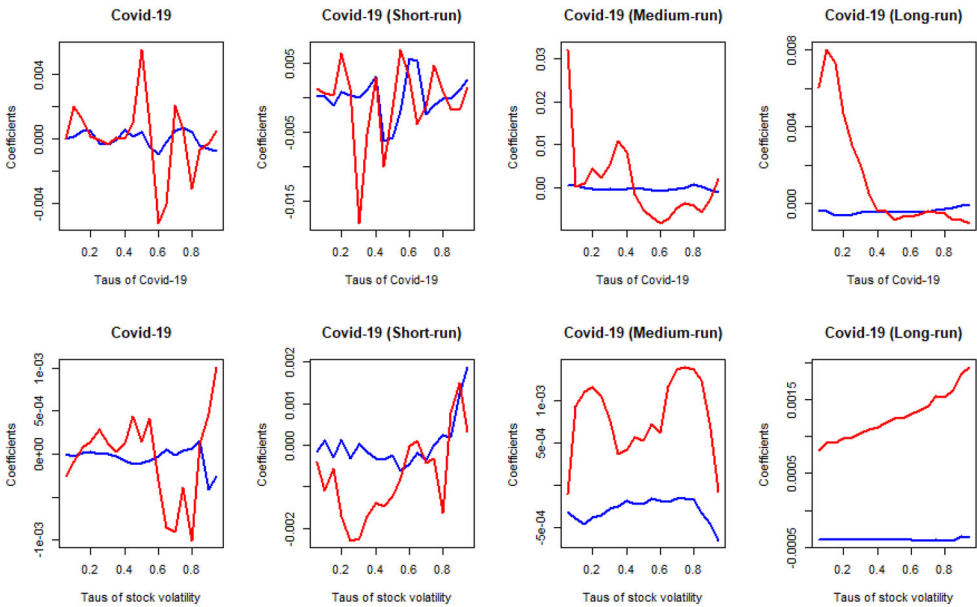 Covid-19
Coefficients
0.004
0.000
-0.004
0.2 0.4 0.6 0.8
Taus of Covid-19
Covid-19 (Short-run)
Coefficients
0.005
-0.005
-0.015
0.2 0.4 0.6 0.8
Taus of Covid-19
Covid-19 (Medium-run)
Coefficients
0.03
0.02
0.01
0.00
0.2 0.4 0.6 0.8
Taus of Covid-19
Covid-19 (Long-run)
Coefficients
0.008
0.004
0.000
0.2 0.4 0.6 0.8
Taus of Covid-19
Covid-19
Coefficients
1e-03
5e-04
0e+00
-1e-03
0.2 0.4 0.6 0.8
Taus of stock volatility
Covid-19 (Short-run)
Coefficients
0.002
0.001
0.000
-0.002
0.2 0.4 0.6 0.8
Taus of stock volatility
Covid-19 (Medium-run)
Coefficients
1e-03
5e-04
-5e-04
0.2 0.4 0.6 0.8
Taus of stock volatility
Covid-19 (Long-run)
Coefficients
0.0015
0.0005
-0.0005
0.2 0.4 0.6 0.8
Taus of stock volatility